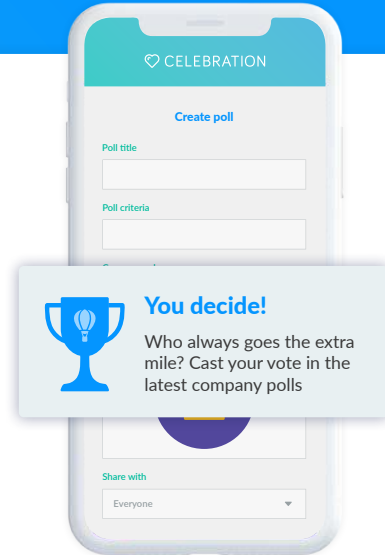 CELEBRATION
Create poll
Poll title
Poll criteria
You decide!
Who always goes the extra
mile? Cast your vote in the
latest company polls
Share with
Everyone